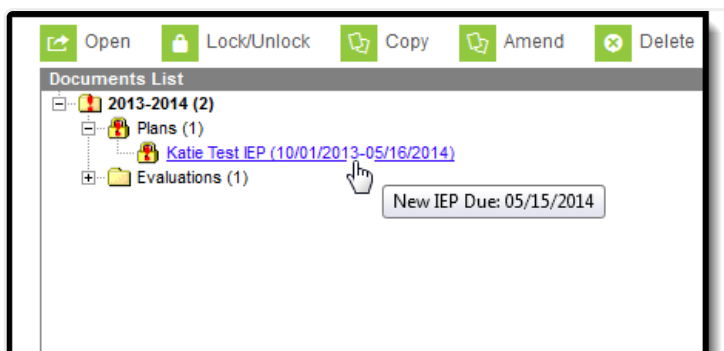 Open Lock/Unlock Copy Amend Delete
Documents List
2013-2014 (2)
Plans (1)
Katie Test IEP (10/01/2013-05/16/2014)
Evaluations (1)
New IEP Due: 05/15/2014